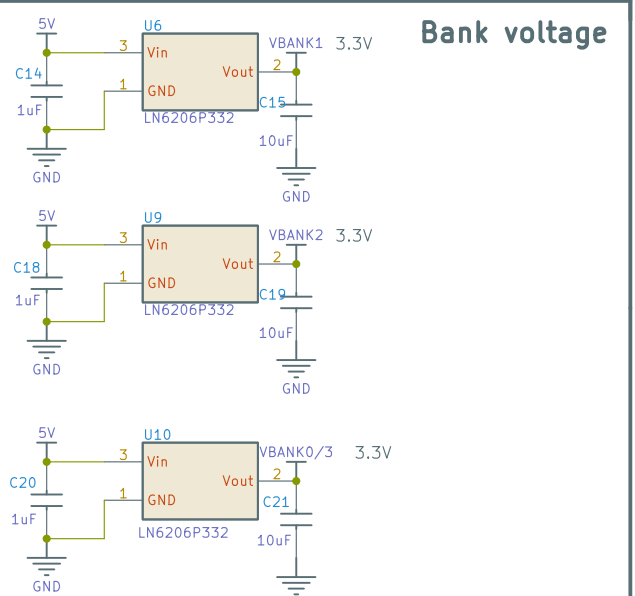 Bank voltage
5V
U6
VBANK1 3.3V
3 Vin
C14
Vout 2
1 GND
C15
1uF
LN6206P332
10uF
GND
GND
5V
U9
VBANK2 3.3V
3 Vin
C18
Vout 2
1 GND
C19
1uF
LN6206P332
10uF
GND
GND
5V
U10
VBANK0/3 3.3V
3 Vin
C20
Vout 2
1 GND
C21
1uF
LN6206P332
10uF
GND